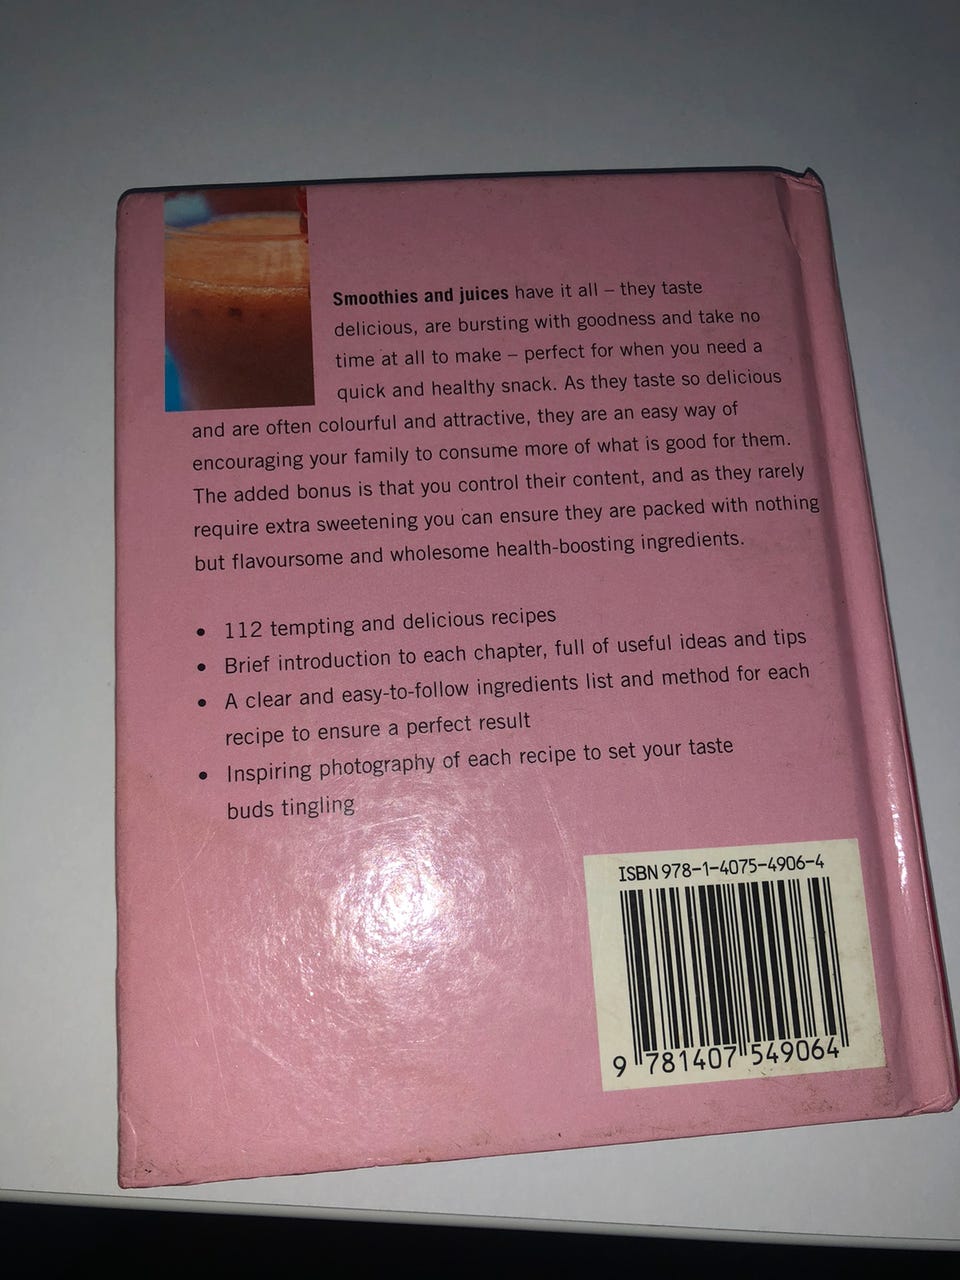 Smoothies and juices have it all – they taste
delicious, are bursting with goodness and take no
time at all to make – perfect for when you need a
quick and healthy snack. As they taste so delicious
and are often colourful and attractive, they are an easy way of
encouraging your family to consume more of what is good for them.
The added bonus is that you control their content, and as they rarely
require extra sweetening you can ensure they are packed with nothing
but flavoursome and wholesome health-boosting ingredients.
• 112 tempting and delicious recipes
• Brief introduction to each chapter, full of useful ideas and tips
• A clear and easy-to-follow ingredients list and method for each
recipe to ensure a perfect result
• Inspiring photography of each recipe to set your taste
buds tingling
ISBN 978-1-4075-4906-4
9 781407 549064